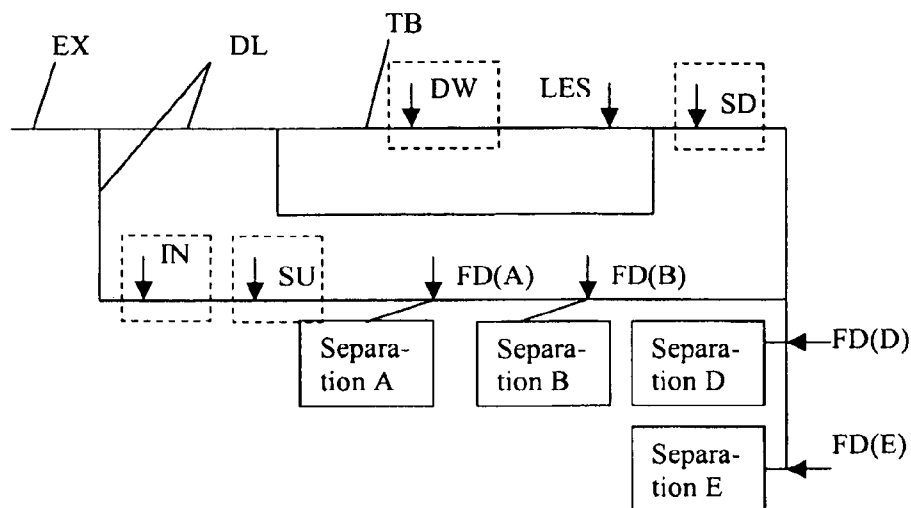 EX
DL
TB
DW
LES
SD
IN
SU
FD(A)
FD(B)
Separa-
tion A
Separa-
tion B
Separa-
tion D
FD(D)
Separa-
tion E
FD(E)